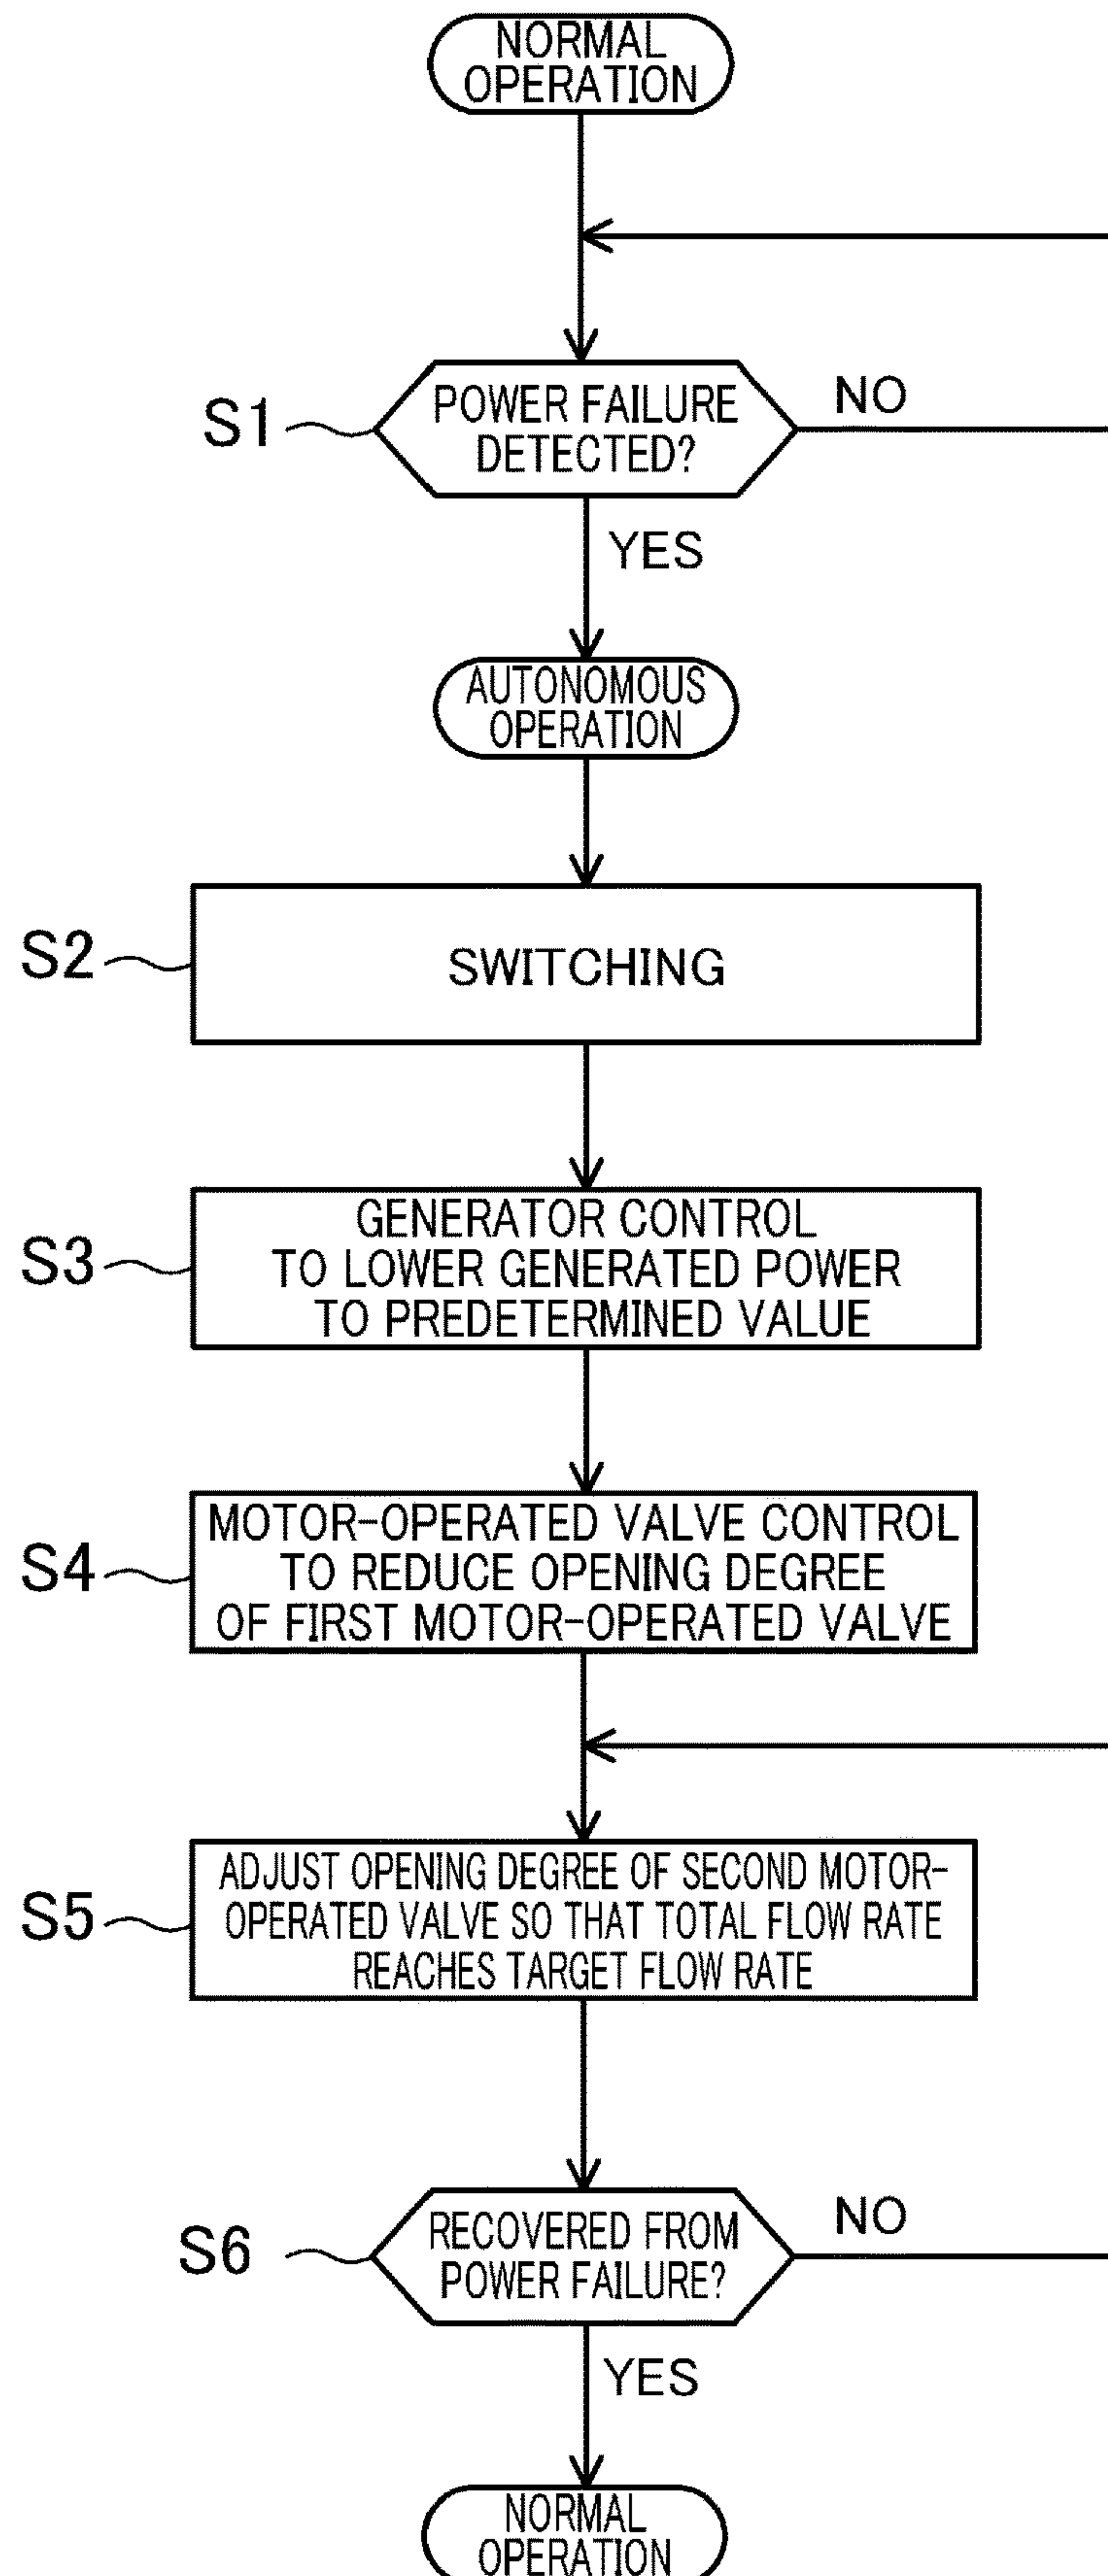 NORMAL
OPERATION
S1
POWER FAILURE
DETECTED?
NO
YES
AUTONOMOUS
OPERATION
S2
SWITCHING
S3
GENERATOR CONTROL
TO LOWER GENERATED POWER
TO PREDETERMINED VALUE
S4
MOTOR-OPERATED VALVE CONTROL
TO REDUCE OPENING DEGREE
OF FIRST MOTOR-OPERATED VALVE
S5
ADJUST OPENING DEGREE OF SECOND MOTOR-
OPERATED VALVE SO THAT TOTAL FLOW RATE
REACHES TARGET FLOW RATE
S6
RECOVERED FROM
POWER FAILURE?
NO
YES
NORMAL
OPERATION